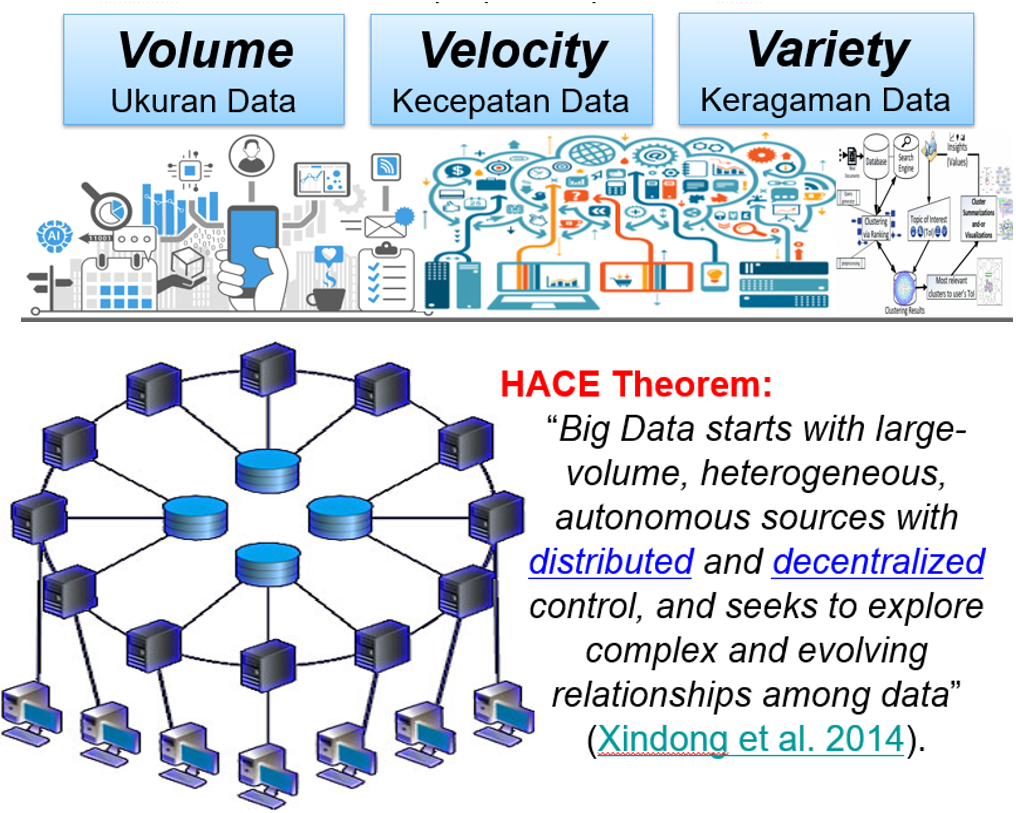 Volume
Ukuran Data
Velocity
Kecepatan Data
Variety
Keragaman Data
AI
11001
Database
Search
Engine
Insights
(Values)
Clustering
via Ranking
Topic of Interest
(ToI)
Cluster
Summarizations
and-or
Visualizations
Most relevant
clusters to user's ToI
Clustering Results
HACE Theorem:
“Big Data starts with large-
volume, heterogeneous,
autonomous sources with
distributed and decentralized
control, and seeks to explore
complex and evolving
relationships among data”
(Xindong et al. 2014).